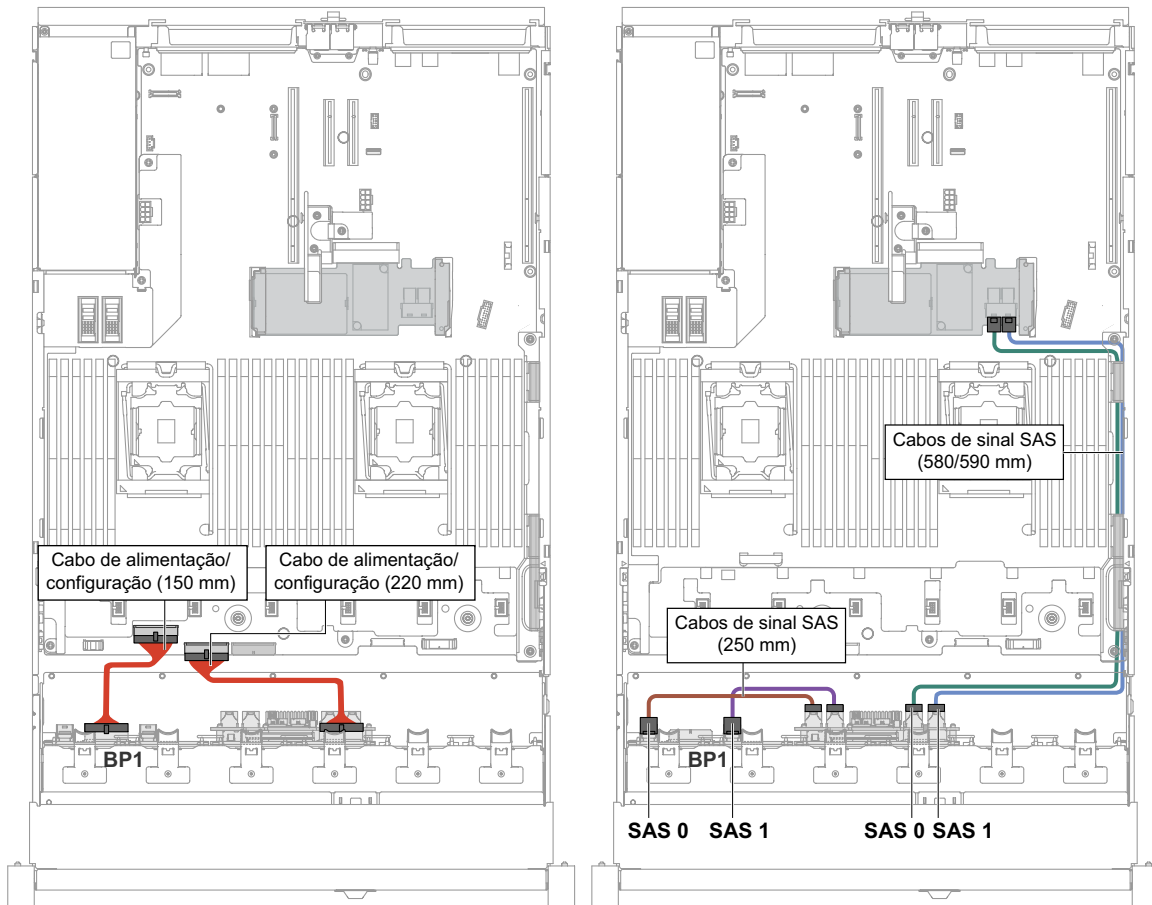 Cabo de alimentação/
configuração (150 mm)
Cabo de alimentação/
configuração (220 mm)
BP1
Cabos de sinal SAS
(580/590 mm)
Cabos de sinal SAS
(250 mm)
BP1
SAS 0 SAS 1 SAS 0 SAS 1